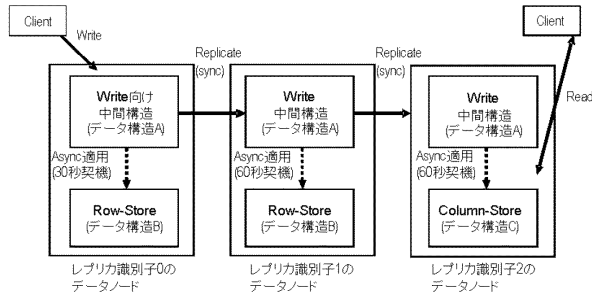 Client
Client
Write
Replicate
(sync)
Replicate
(sync)
Read
Write向け
中間構造
(データ構造A)
Write
中間構造
(データ構造A)
Write
中間構造
(データ構造A)
Async適用
(30秒契機)
Async適用
(60秒契機)
Async適用
(60秒契機)
Row-Store
(データ構造B)
Row-Store
(データ構造B)
Column-Store
(データ構造C)
レプリカ識別子0の
データノード
レプリカ識別子1の
データノード
レプリカ識別子2の
データノード